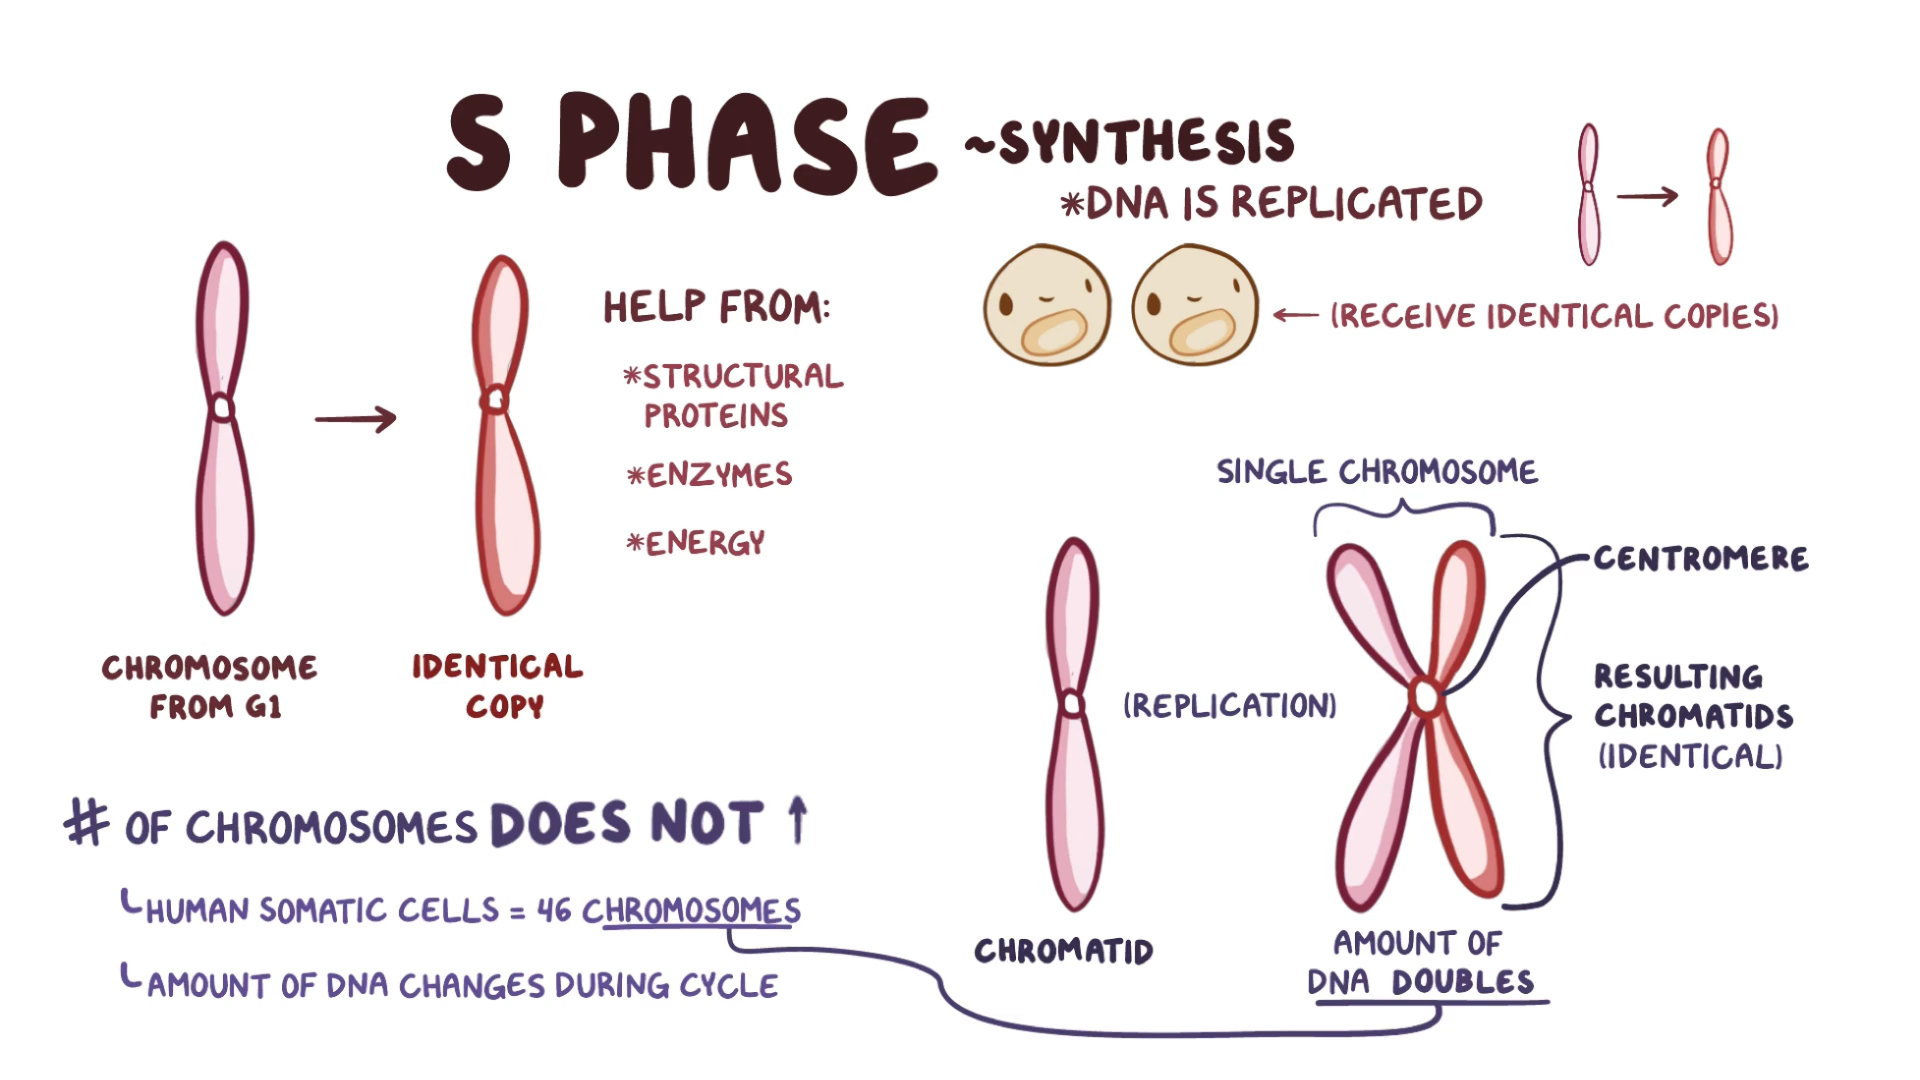 S PHASE ~SYNTHESIS
*DNA IS REPLICATED
(RECEIVE IDENTICAL COPIES)
HELP FROM:
*STRUCTURAL
PROTEINS
*ENZYMES
*ENERGY
CHROMOSOME
FROM G1
IDENTICAL
COPY
# OF CHROMOSOMES DOES NOT ↑
HUMAN SOMATIC CELLS = 46 CHROMOSOMES
AMOUNT OF DNA CHANGES DURING CYCLE
SINGLE CHROMOSOME
CENTROMERE
(REPLICATION)
RESULTING
CHROMATIDS
(IDENTICAL)
CHROMATID
AMOUNT OF
DNA DOUBLES